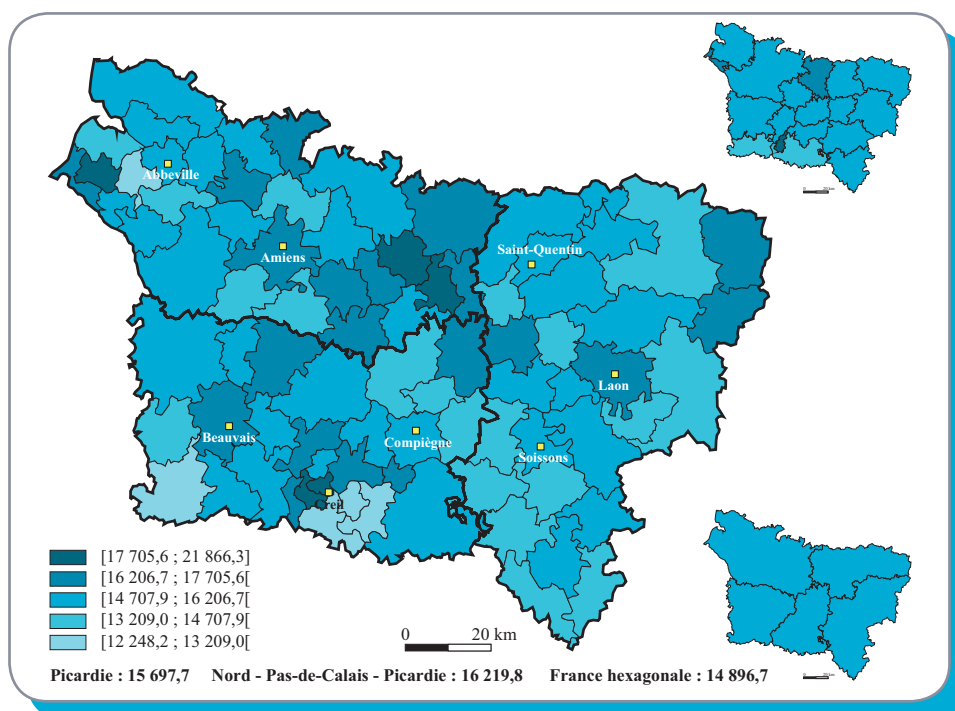 Abbeville
Amiens
Saint-Quentin
Laon
Beauvais
Compiègne
Soissons
Creil
[17 705,6 ; 21 866,3]
[16 206,7 ; 17 705,6[
[14 707,9 ; 16 206,7[
[13 209,0 ; 14 707,9[
[12 248,2 ; 13 209,0[
0 20 km
Picardie : 15 697,7 Nord - Pas-de-Calais - Picardie : 16 219,8 France hexagonale : 14 896,7